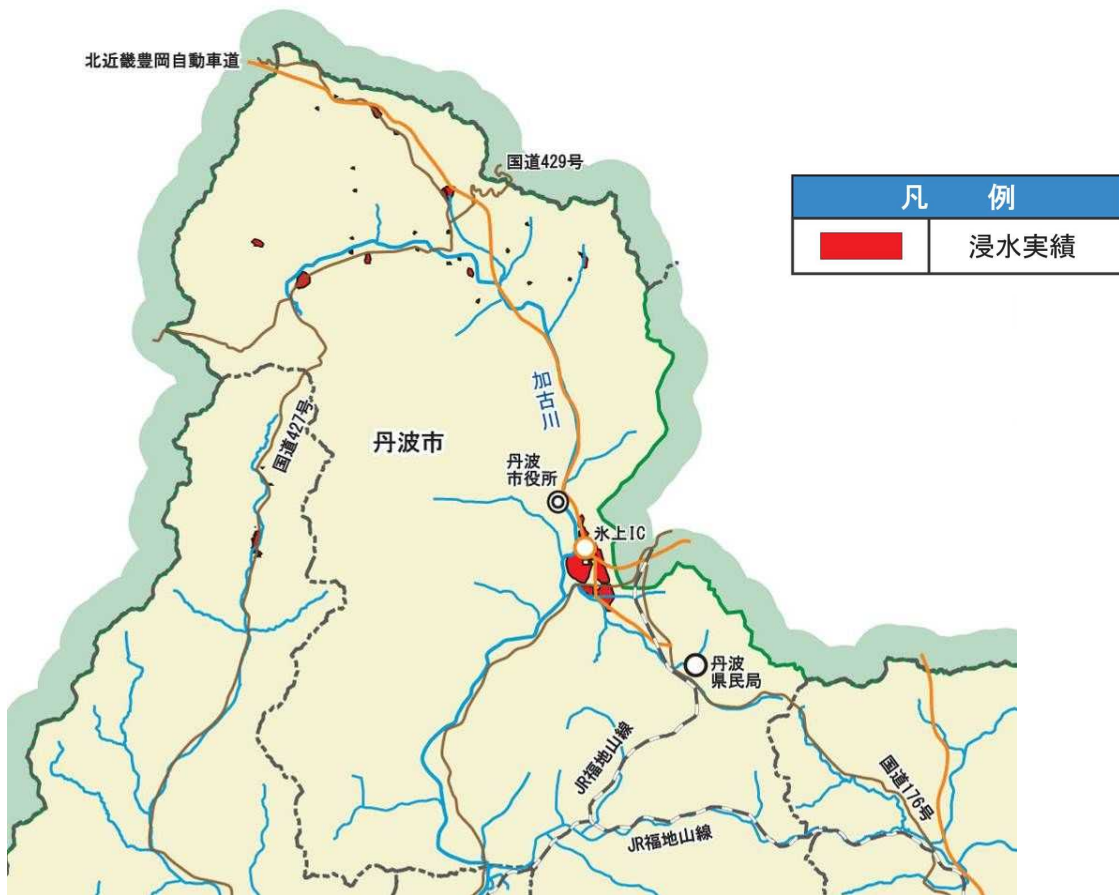 北近畿豊岡自動車道
国道429号
凡 例
浸水実績
加古川
国道427号
丹波市
丹波
市役所
氷上IC
丹波
県民局
JR福地山線
国道176号
JR福地山線